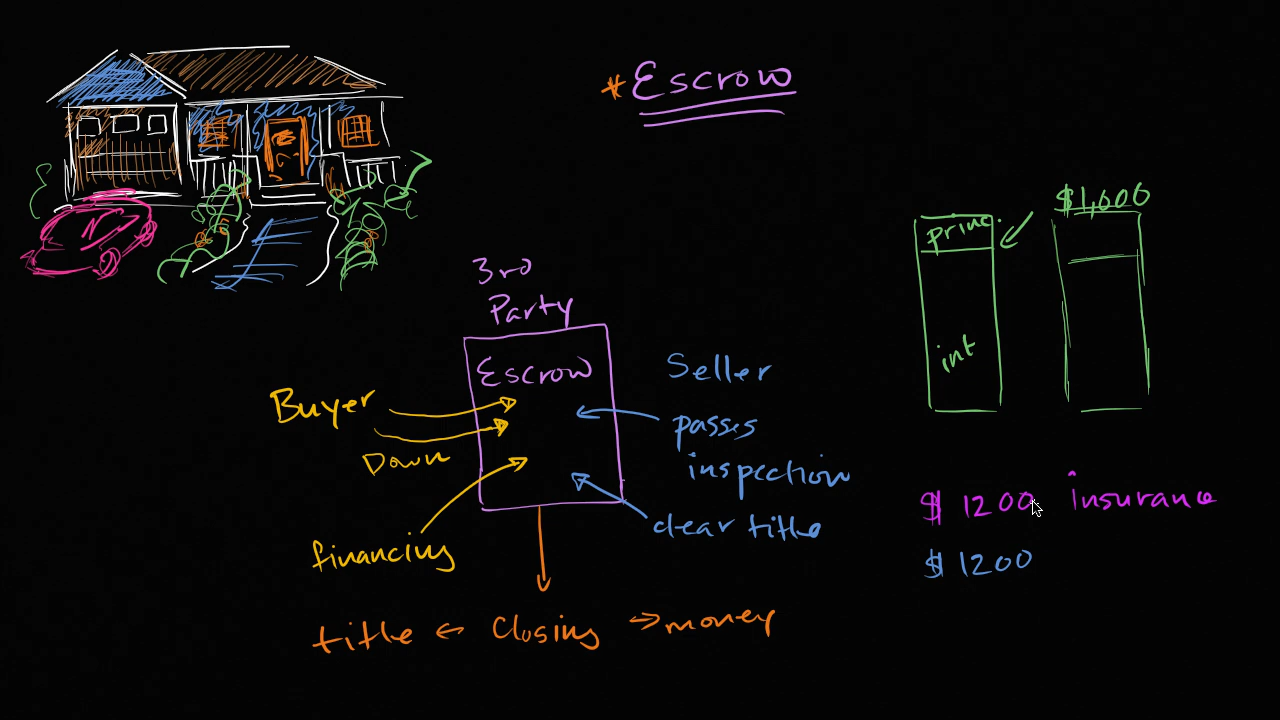 * Escrow
$1,600
princ.
int
3rd
Party
Escrow
Buyer
Down
financing
Seller
passes
inspection
clear title
title ← Closing → money
$ 1200 insurance
$ 1200
N